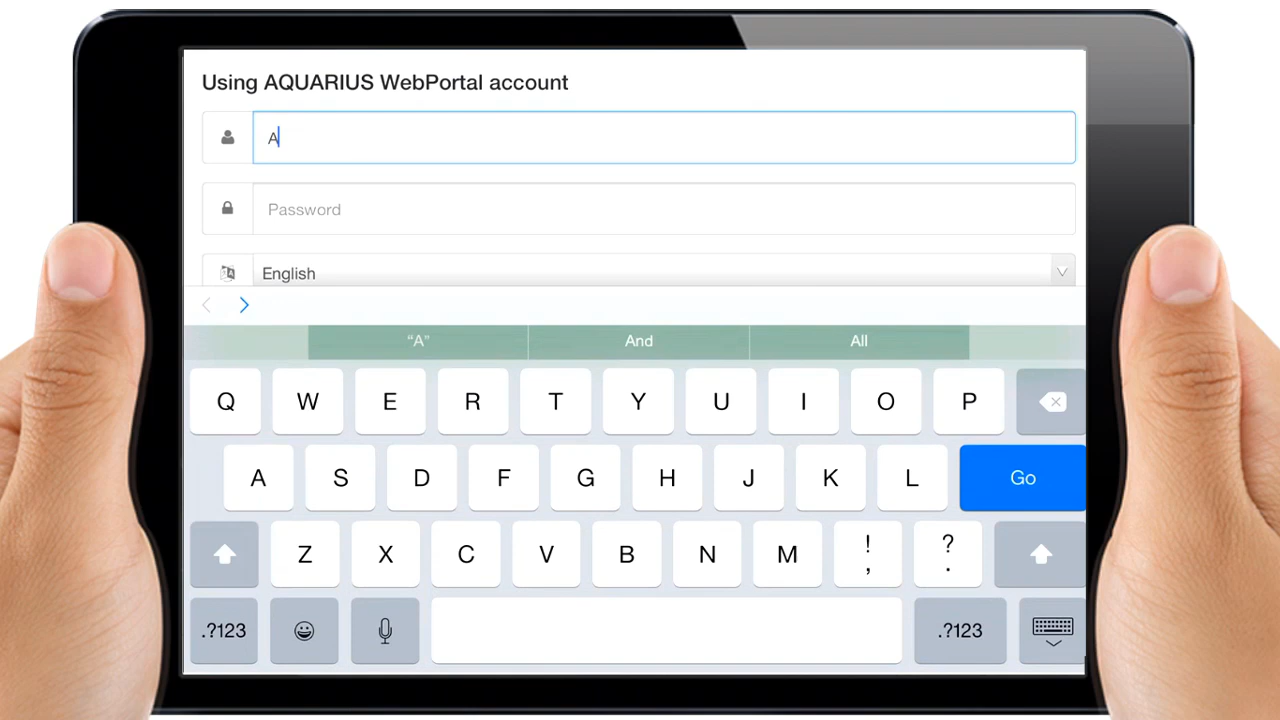 Using AQUARIUS WebPortal account
A
Password
English
“A” And All
Q W E R T Y U I O P
A S D F G H J K L Go
Z X C V B N M ! , ? .
.?123 .?123